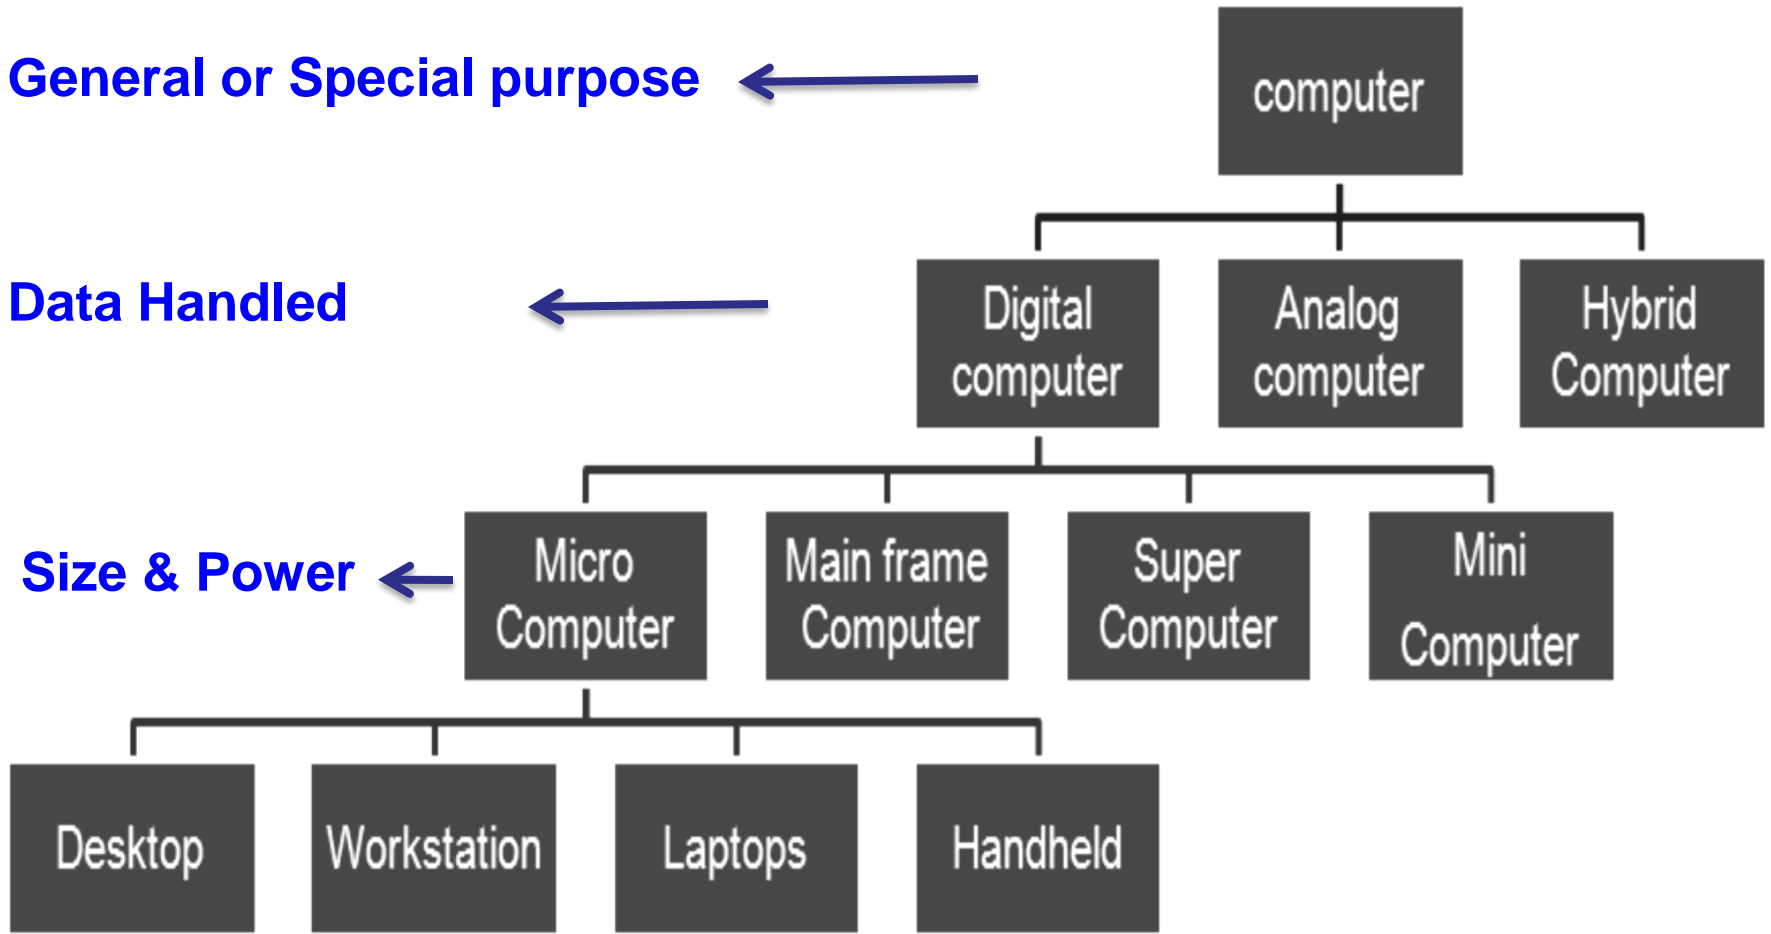 General or Special purpose
computer
Data Handled
Digital
computer
Analog
computer
Hybrid
Computer
Size & Power
Micro
Computer
Main frame
Computer
Super
Computer
Mini
Computer
Desktop
Workstation
Laptops
Handheld